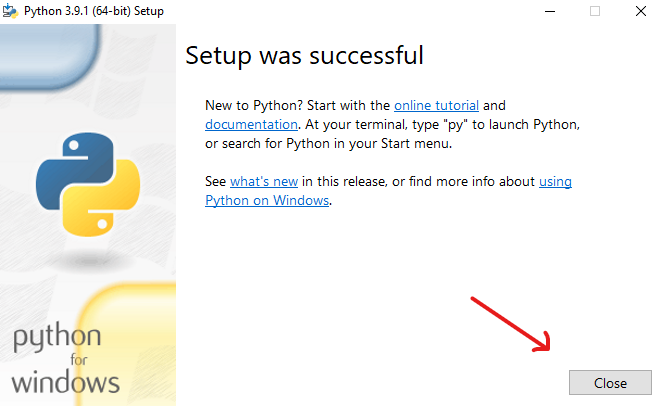 Python 3.9.1 (64-bit) Setup
Setup was successful
New to Python? Start with the online tutorial and
documentation. At your terminal, type "py" to launch Python,
or search for Python in your Start menu.
See what's new in this release, or find more info about using
Python on Windows.
python
for
windows
Close